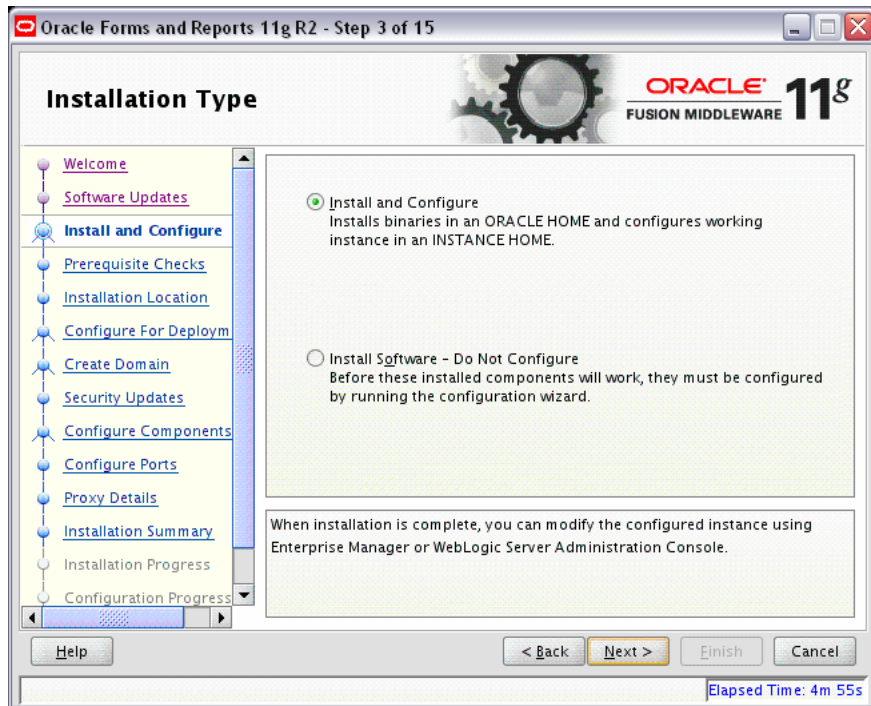 Oracle Forms and Reports 11g R2 - Step 3 of 15
Installation Type
ORACLE
FUSION MIDDLEWARE
11g
Welcome
Software Updates
Install and Configure
Prerequisite Checks
Installation Location
Configure For Deploym
Create Domain
Security Updates
Configure Components
Configure Ports
Proxy Details
Installation Summary
Installation Progress
Configuration Progress
Install and Configure
Installs binaries in an ORACLE HOME and configures working
instance in an INSTANCE HOME.
Install Software - Do Not Configure
Before these installed components will work, they must be configured
by running the configuration wizard.
When installation is complete, you can modify the configured instance using
Enterprise Manager or WebLogic Server Administration Console.
Help
< Back
Next >
Finish
Cancel
Elapsed Time: 4m 55s